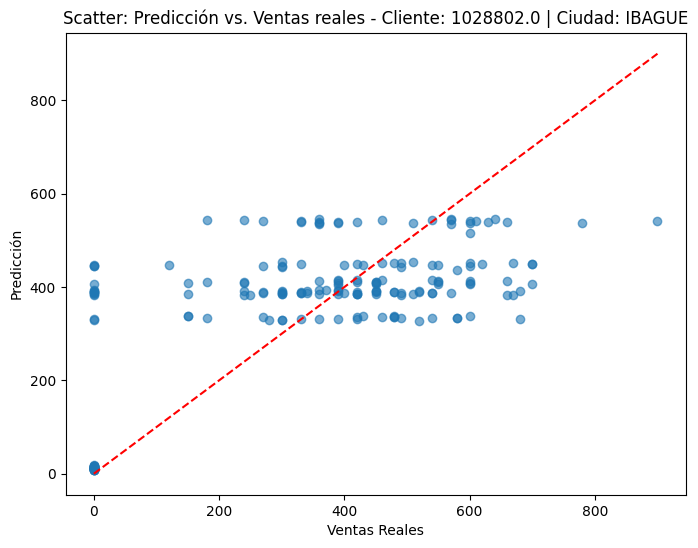 Scatter: Predicción vs. Ventas reales - Cliente: 1028802.0 | Ciudad: IBAGUE
Predicción
800
600
400
200
0
0 200 400 600 800
Ventas Reales